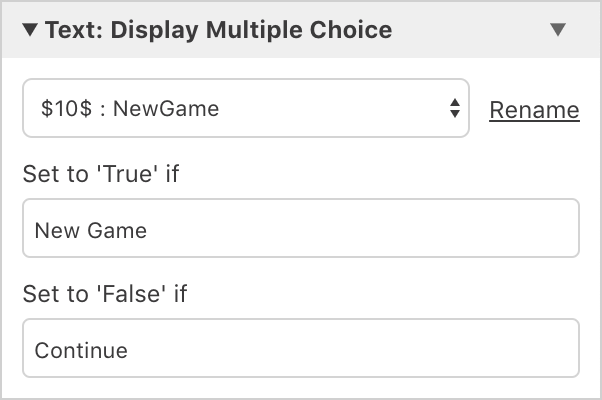 Text: Display Multiple Choice
$10$ : NewGame
Rename
Set to 'True' if
New Game
Set to 'False' if
Continue